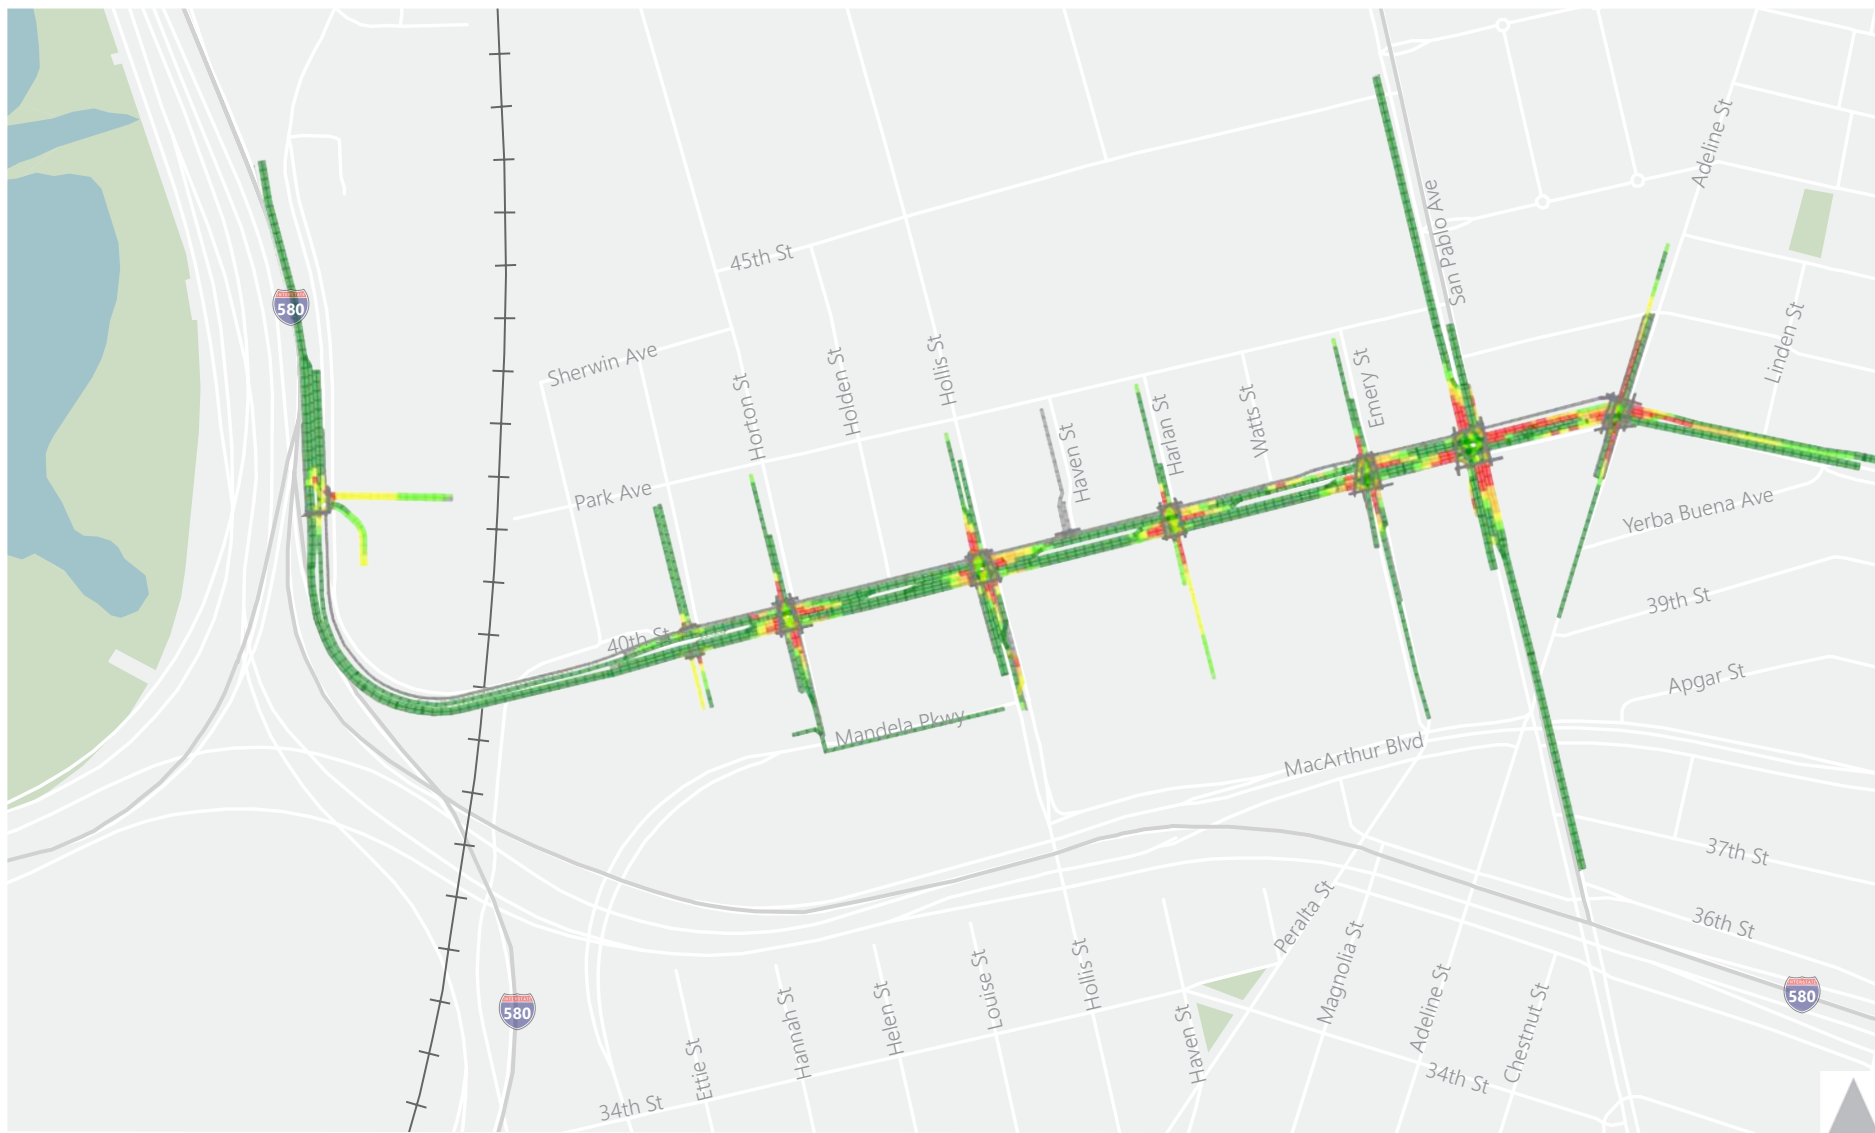 Adeline St
San Pablo Ave
45th St
580
Linden St
Sherwin Ave
Horton St
Holden St
Hollis St
Emery St
Harlan St
Watts St
Haven St
Park Ave
Yerba Buena Ave
39th St
40th St
Apgar St
Mandela Pkwy
MacArthur Blvd
37th St
36th St
Peralta St
Magnolia St
Adeline St
Chestnut St
Louise St
Hollis St
Helen St
Hannah St
Haven St
580
580
Ettie St
34th St
34th St